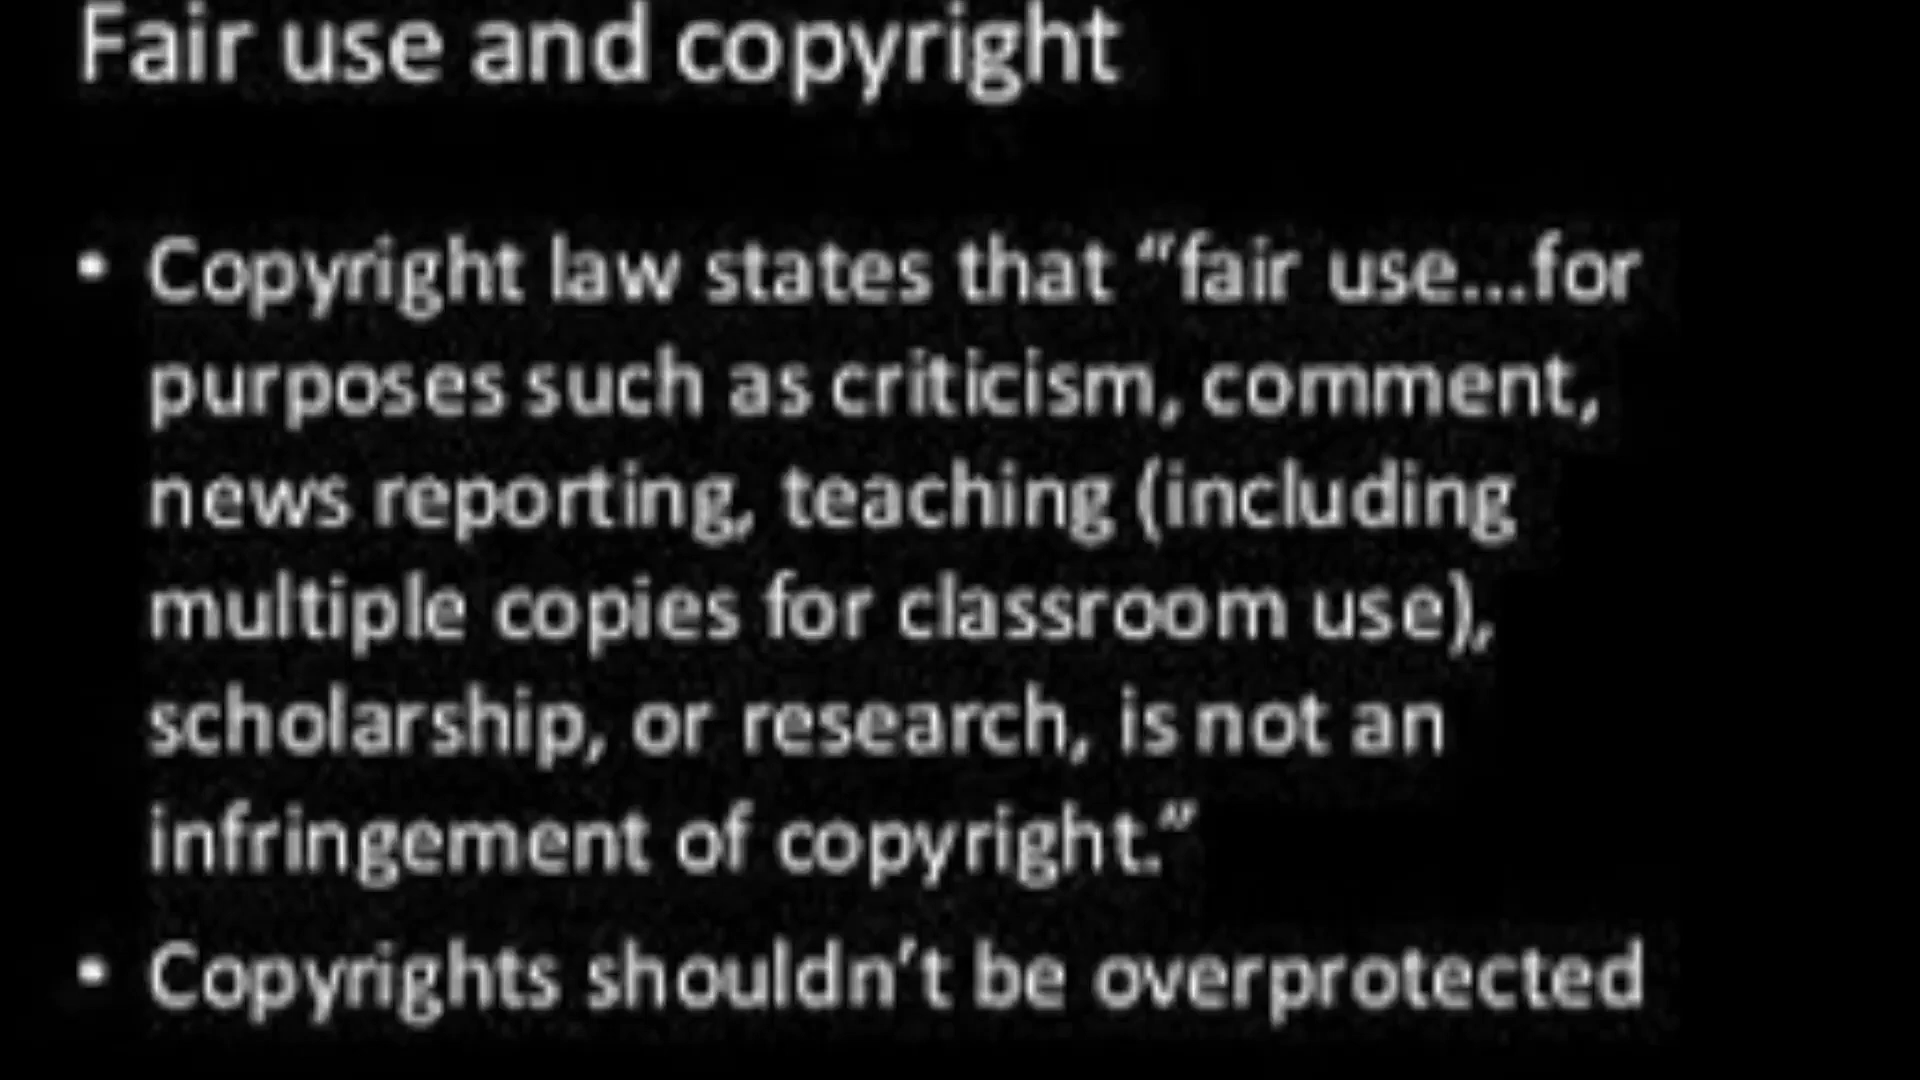 Fair use and copyright
• Copyright law states that “fair use...for
purposes such as criticism, comment,
news reporting, teaching (including
multiple copies for classroom use),
scholarship, or research, is not an
infringement of copyright.”
• Copyrights shouldn’t be overprotected